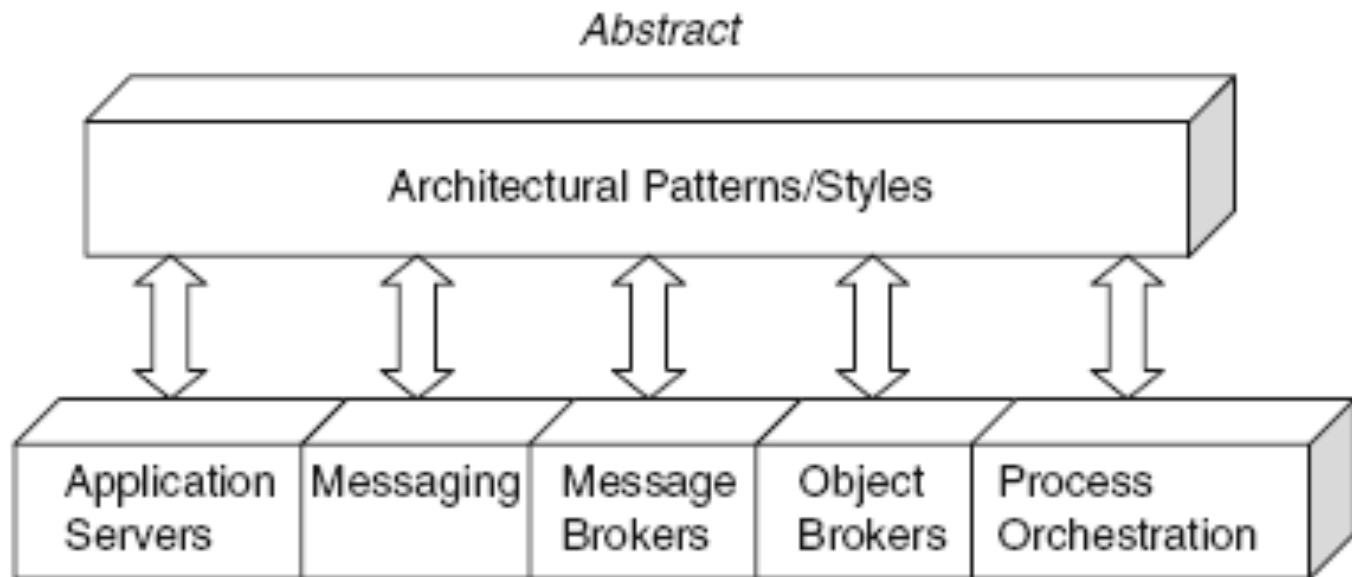 Abstract
Architectural Patterns/Styles
Application
Servers
Messaging
Message
Brokers
Object
Brokers
Process
Orchestration